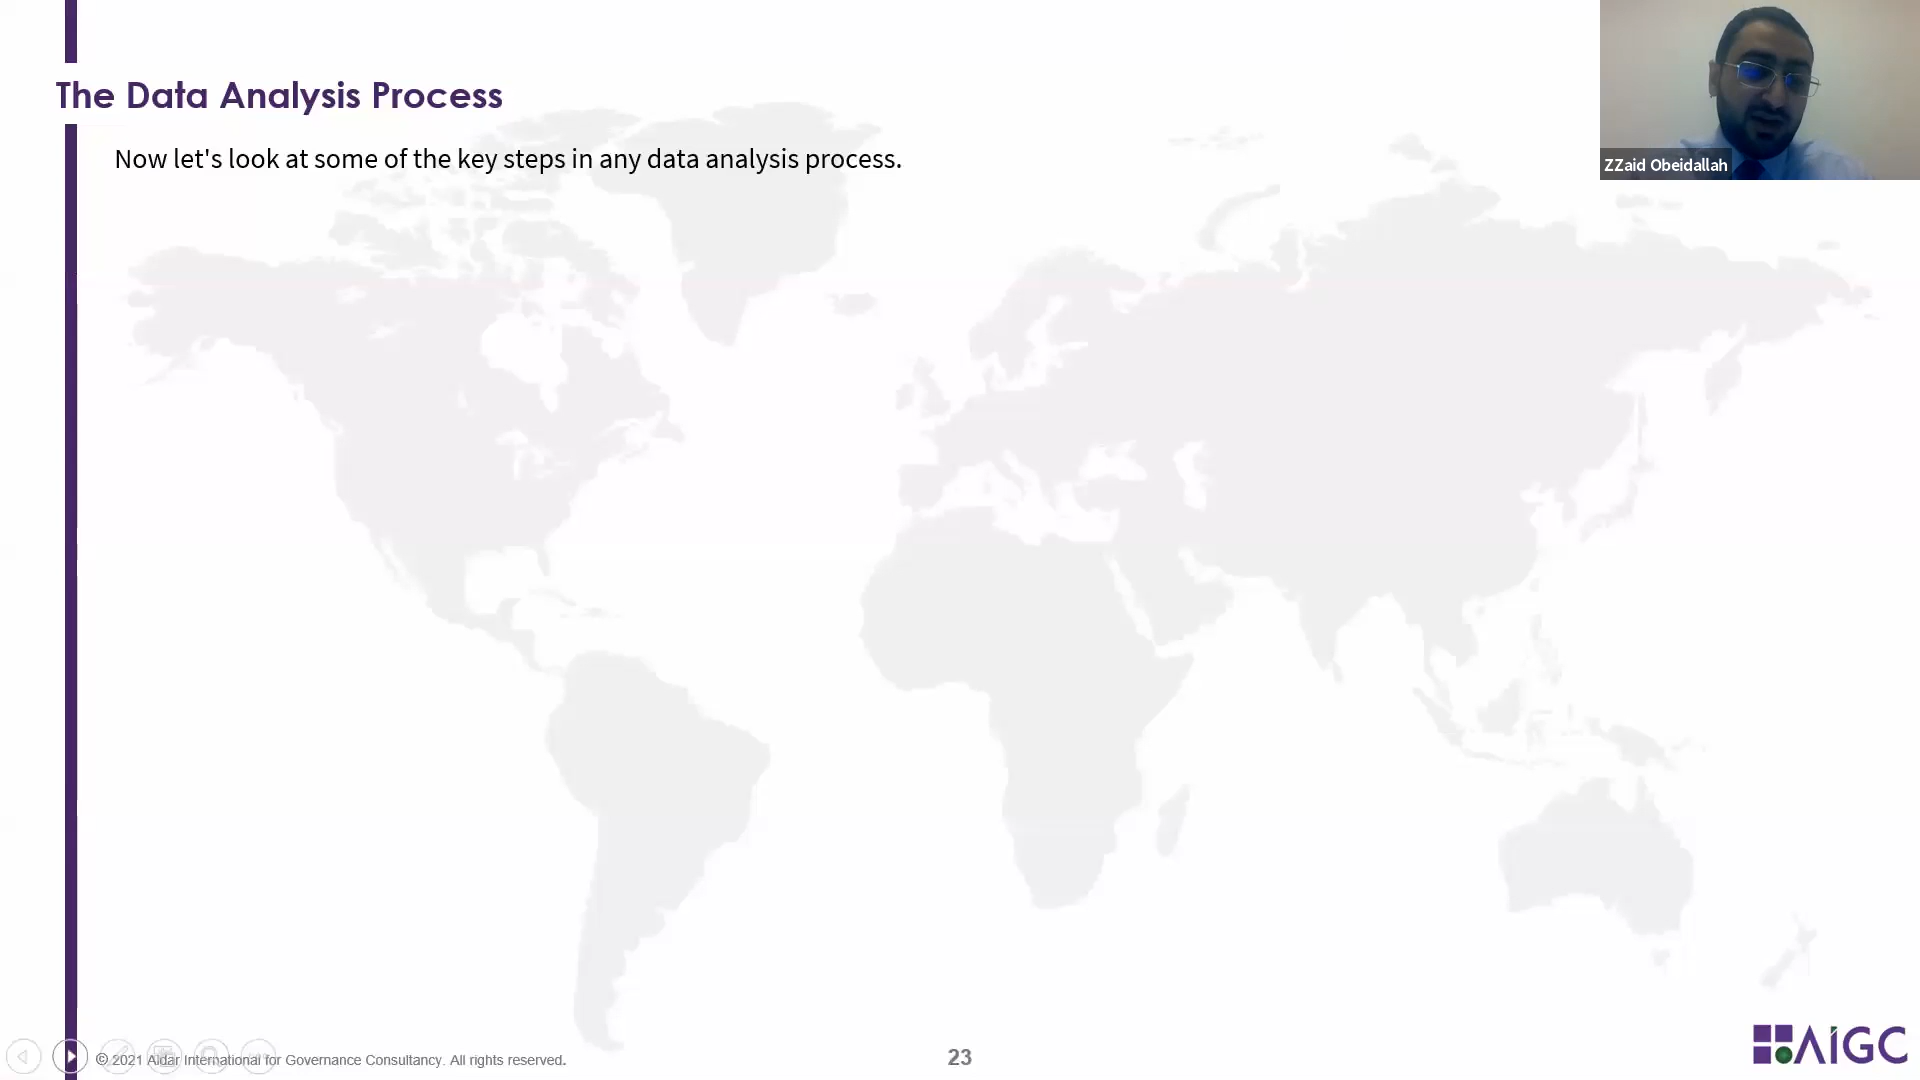 The Data Analysis Process
Now let's look at some of the key steps in any data analysis process.
ZZaid Obeidallah
© 2021 Aidar International for Governance Consultancy. All rights reserved.
23
AIGC